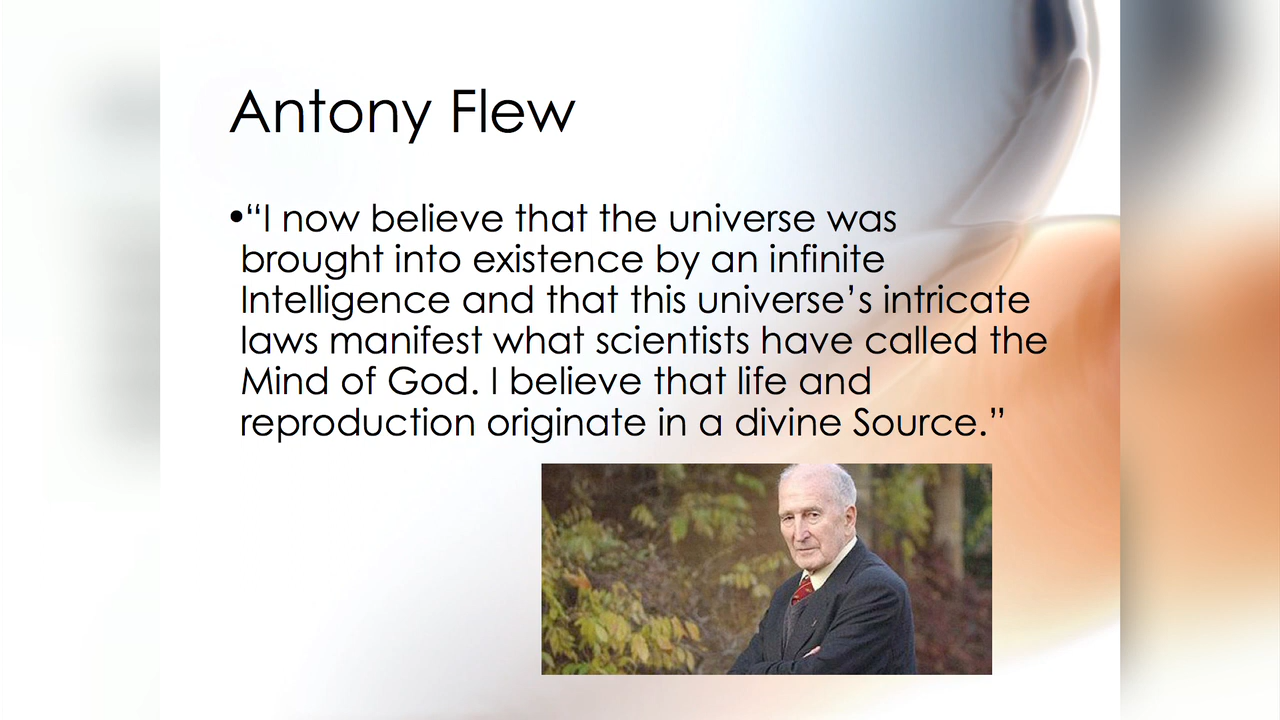 Antony Flew
•“I now believe that the universe was
brought into existence by an infinite
Intelligence and that this universe’s intricate
laws manifest what scientists have called the
Mind of God. I believe that life and
reproduction originate in a divine Source.”